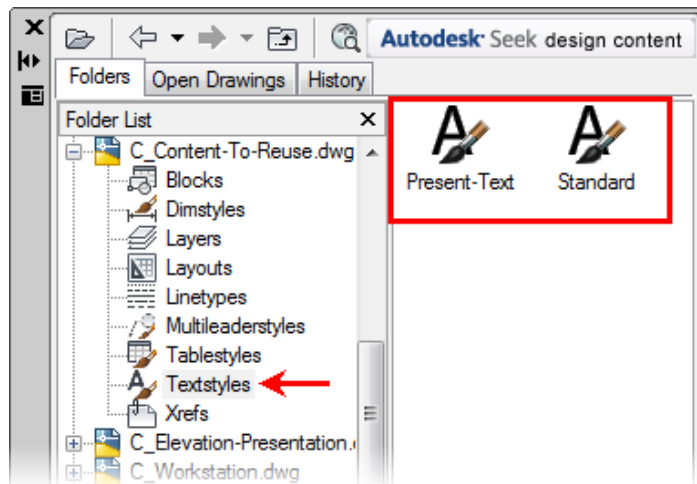 Autodesk® Seek design content
Folders Open Drawings History
Folder List
C_Content-To-Reuse.dwg
Blocks
Dimstyles
Layers
Layouts
Linetypes
Multileaderstyles
Tablestyles
Textstyles
Xrefs
C_Elevation-Presentation.
C_Workstation.dwg
Present-Text Standard